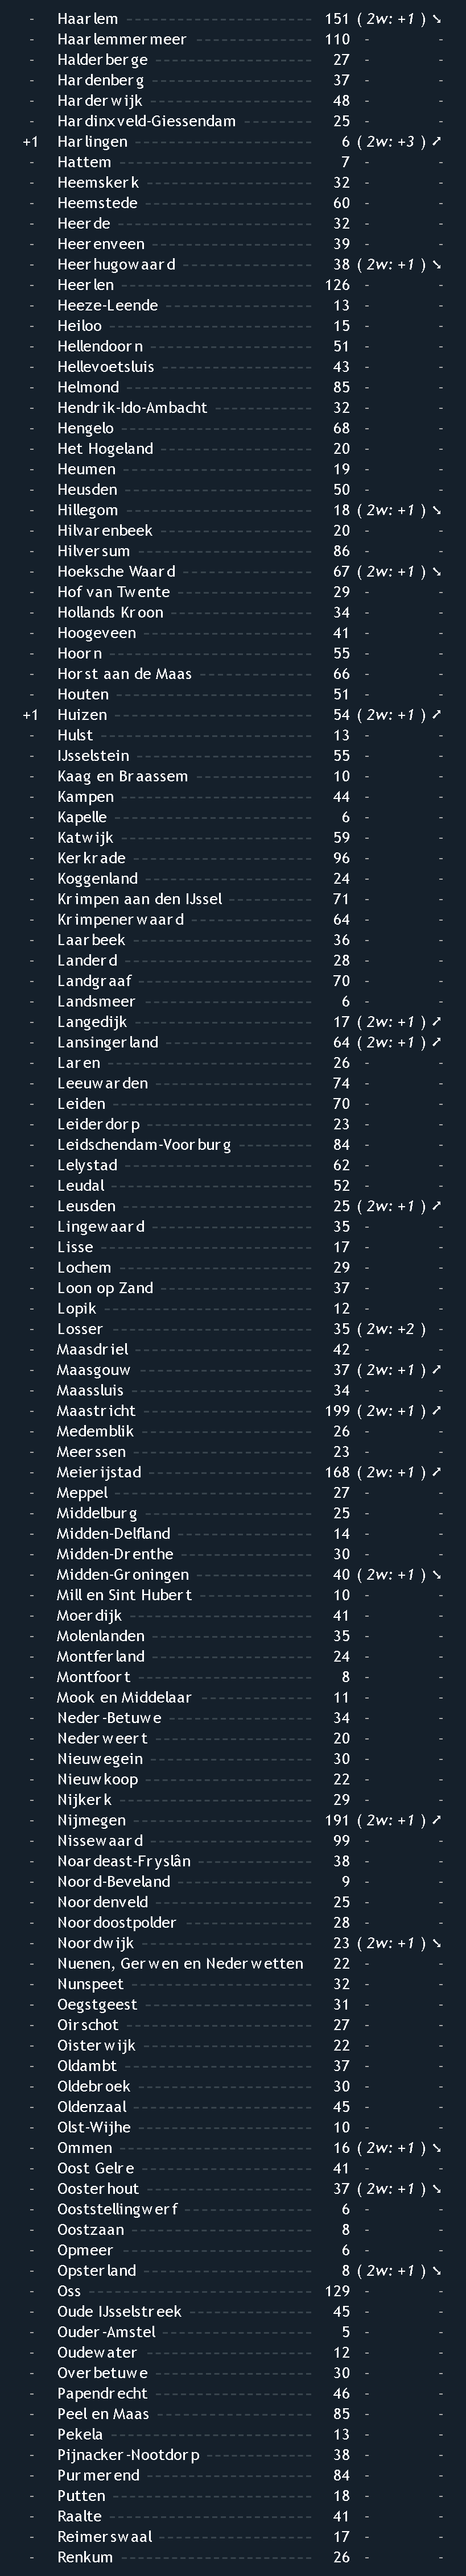 - Haarlem 151 ( 2w: +1 ) ➘
- Haarlemmermeer 110 - -
- Halderberge 27 - -
- Hardenberg 37 - -
- Harderwijk 48 - -
- Hardinxveld-Giessendam 25 - -
+1 Harlingen 6 ( 2w: +3 ) ➚
- Hattem 7 - -
- Heemskerk 32 - -
- Heemstede 60 - -
- Heerde 32 - -
- Heerenveen 39 - -
- Heerhugowaard 38 ( 2w: +1 ) ➘
- Heerlen 126 - -
- Heeze-Leende 13 - -
- Heiloo 15 - -
- Hellendoorn 51 - -
- Hellevoetsluis 43 - -
- Helmond 85 - -
- Hendrik-Ido-Ambacht 32 - -
- Hengelo 68 - -
- Het Hogeland 20 - -
- Heumen 19 - -
- Heusden 50 - -
- Hillegom 18 ( 2w: +1 ) ➘
- Hilvarenbeek 20 - -
- Hilversum 86 - -
- Hoeksche Waard 67 ( 2w: +1 ) ➘
- Hof van Twente 29 - -
- Hollands Kroon 34 - -
- Hoogeveen 41 - -
- Hoorn 55 - -
- Horst aan de Maas 66 - -
- Houten 51 - -
+1 Huizen 54 ( 2w: +1 ) ➚
- Hulst 13 - -
- IJsselstein 55 - -
- Kaag en Braassem 10 - -
- Kampen 44 - -
- Kapelle 6 - -
- Katwijk 59 - -
- Kerkrade 96 - -
- Koggenland 24 - -
- Krimpen aan den IJssel 71 - -
- Krimpenerwaard 64 - -
- Laarbeek 36 - -
- Landerd 28 - -
- Landgraaf 70 - -
- Landsmeer 6 - -
- Langedijk 17 ( 2w: +1 ) ➚
- Lansingerland 64 ( 2w: +1 ) ➚
- Laren 26 - -
- Leeuwarden 74 - -
- Leiden 70 - -
- Leiderdorp 23 - -
- Leidschendam-Voorburg 84 - -
- Lelystad 62 - -
- Leudal 52 - -
- Leusden 25 ( 2w: +1 ) ➚
- Lingewaard 35 - -
- Lisse 17 - -
- Lochem 29 - -
- Loon op Zand 37 - -
- Lopik 12 - -
- Losser 35 ( 2w: +2 ) -
- Maasdriel 42 - -
- Maasgouw 37 ( 2w: +1 ) ➚
- Maassluis 34 - -
- Maastricht 199 ( 2w: +1 ) ➚
- Medemblik 26 - -
- Meerssen 23 - -
- Meierijstad 168 ( 2w: +1 ) ➚
- Meppel 27 - -
- Middelburg 25 - -
- Midden-Delfland 14 - -
- Midden-Drenthe 30 - -
- Midden-Groningen 40 ( 2w: +1 ) ➘
- Mill en Sint Hubert 10 - -
- Moerdijk 41 - -
- Molenlanden 35 - -
- Montferland 24 - -
- Montfoort 8 - -
- Mook en Middelaar 11 - -
- Neder-Betuwe 34 - -
- Nederweert 20 - -
- Nieuwegein 30 - -
- Nieuwkoop 22 - -
- Nijkerk 29 - -
- Nijmegen 191 ( 2w: +1 ) ➚
- Nissewaard 99 - -
- Noardeast-Fryslân 38 - -
- Noord-Beveland 9 - -
- Noordenveld 25 - -
- Noordoostpolder 28 - -
- Noordwijk 23 ( 2w: +1 ) ➘
- Nuenen, Gerwen en Nederwetten 22 - -
- Nunspeet 32 - -
- Oegstgeest 31 - -
- Oirschot 27 - -
- Oisterwijk 22 - -
- Oldambt 37 - -
- Oldebroek 30 - -
- Oldenzaal 45 - -
- Olst-Wijhe 10 - -
- Ommen 16 ( 2w: +1 ) ➘
- Oost Gelre 41 - -
- Oosterhout 37 ( 2w: +1 ) ➘
- Ooststellingwerf 6 - -
- Oostzaan 8 - -
- Opmeer 6 - -
- Opsterland 8 ( 2w: +1 ) ➘
- Oss 129 - -
- Oude IJsselstreek 45 - -
- Ouder-Amstel 5 - -
- Oudewater 12 - -
- Overbetuwe 30 - -
- Papendrecht 46 - -
- Peel en Maas 85 - -
- Pekela 13 - -
- Pijnacker-Nootdorp 38 - -
- Purmerend 84 - -
- Putten 18 - -
- Raalte 41 - -
- Reimerswaal 17 - -
- Renkum 26 - -